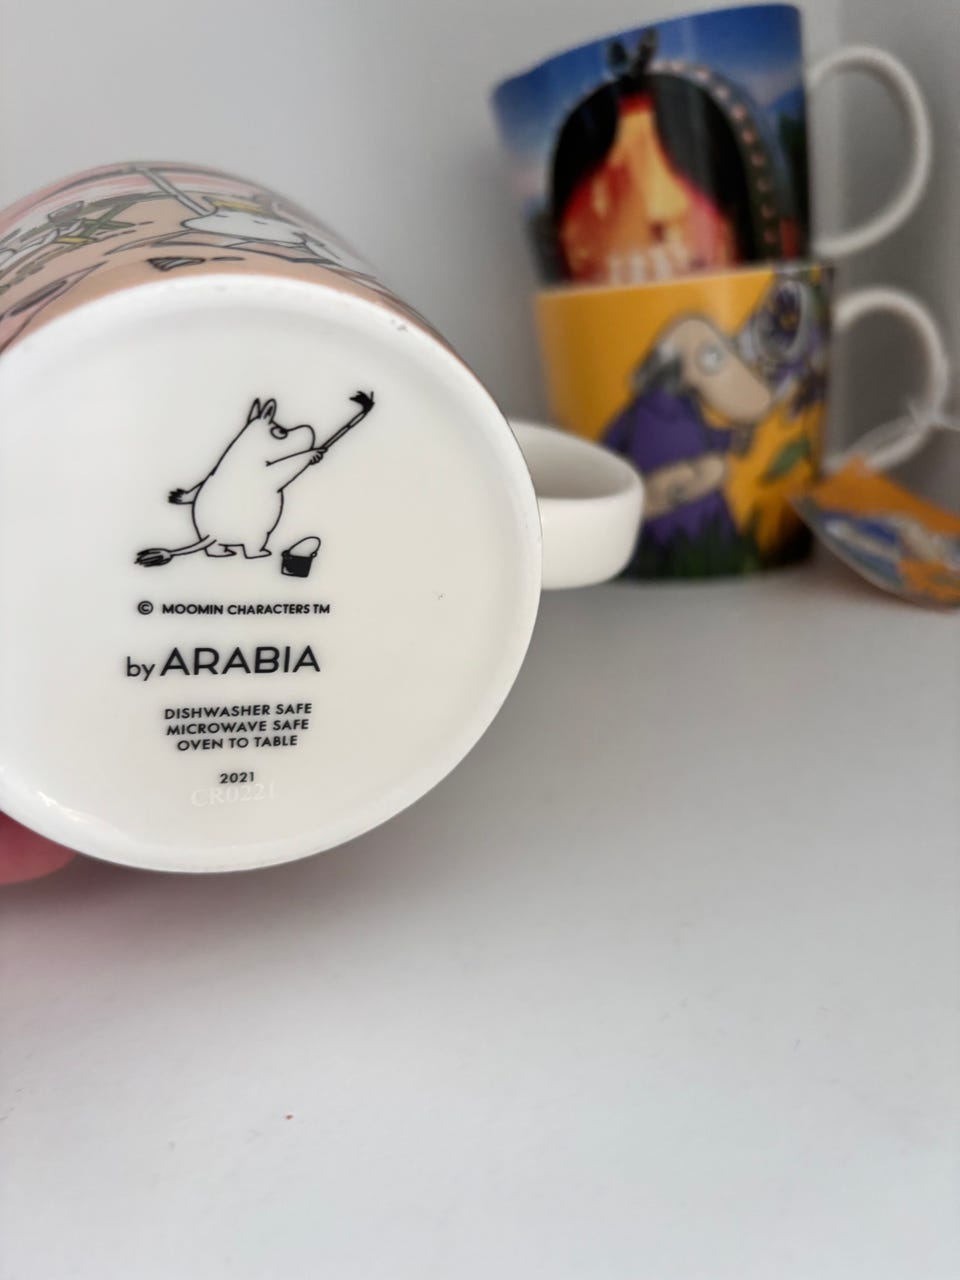 © MOOMIN CHARACTERS TM
by ARABIA
DISHWASHER SAFE
MICROWAVE SAFE
OVEN TO TABLE
2021
CR0221